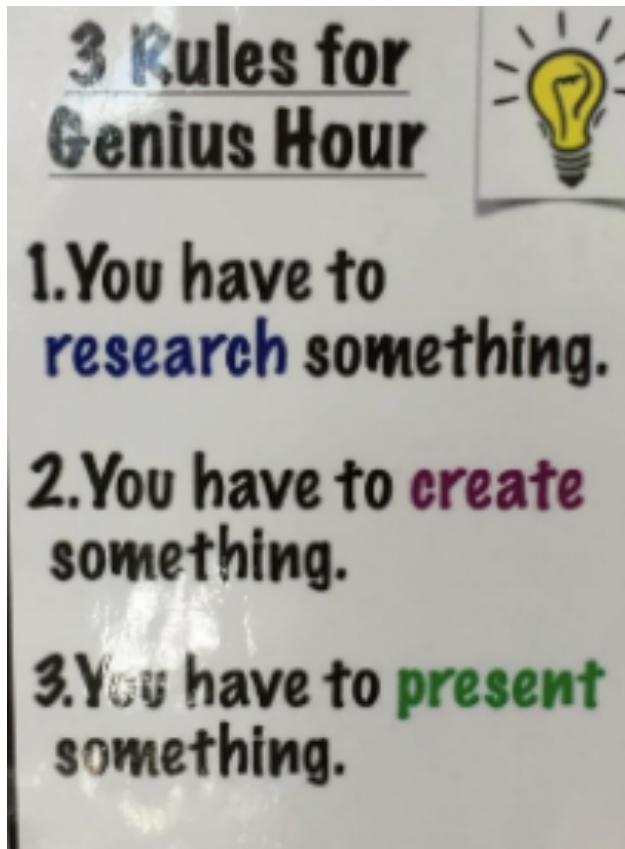 3 Rules for
Genius Hour
1.You have to
research something.
2.You have to create
something.
3.You have to present
something.